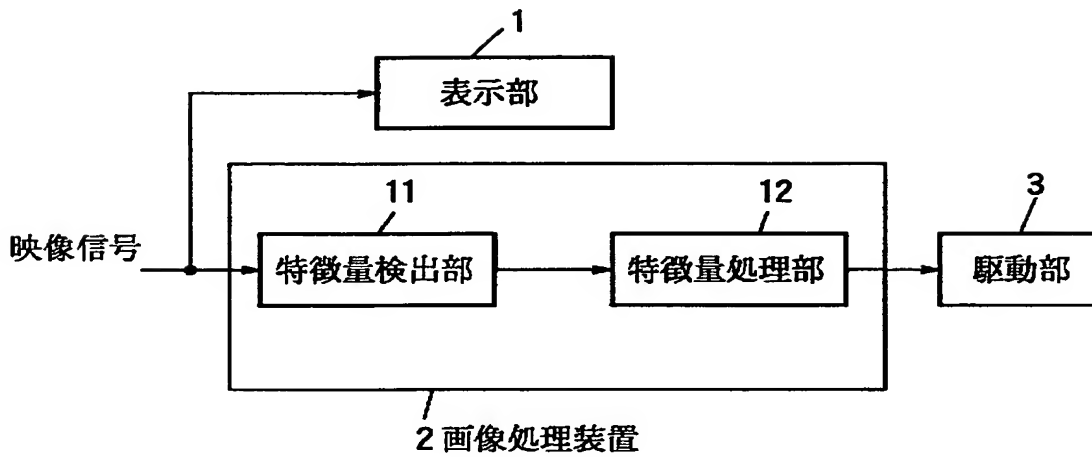 1
表示部
映像信号
11
特徴量検出部
12
特徴量処理部
3
駆動部
2 画像処理装置